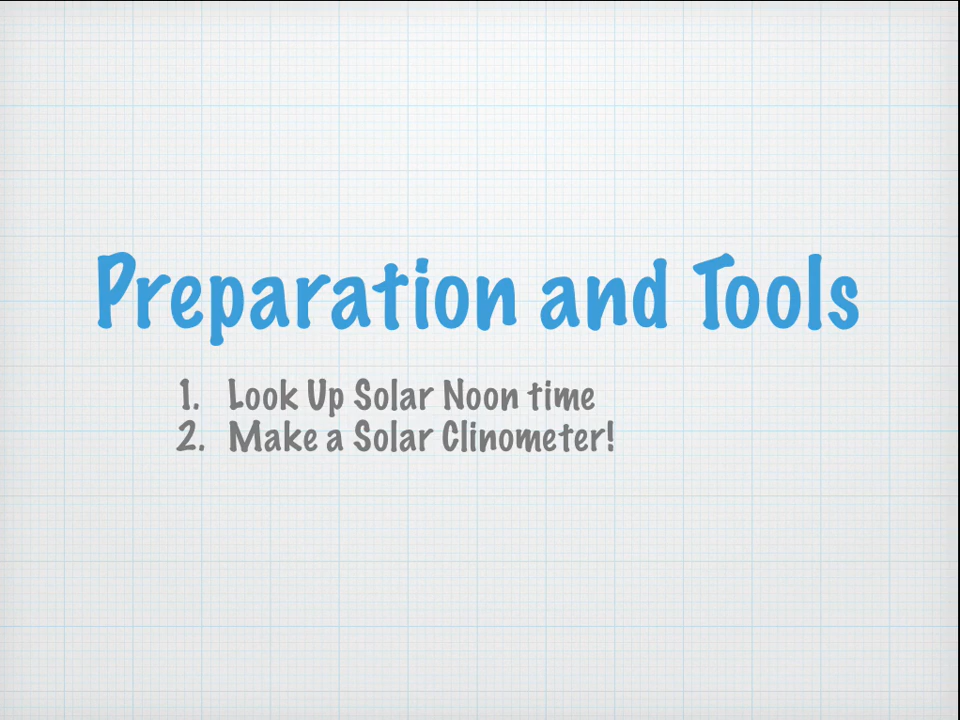 Preparation and Tools
1. Look Up Solar Noon time
2. Make a Solar Clinometer!